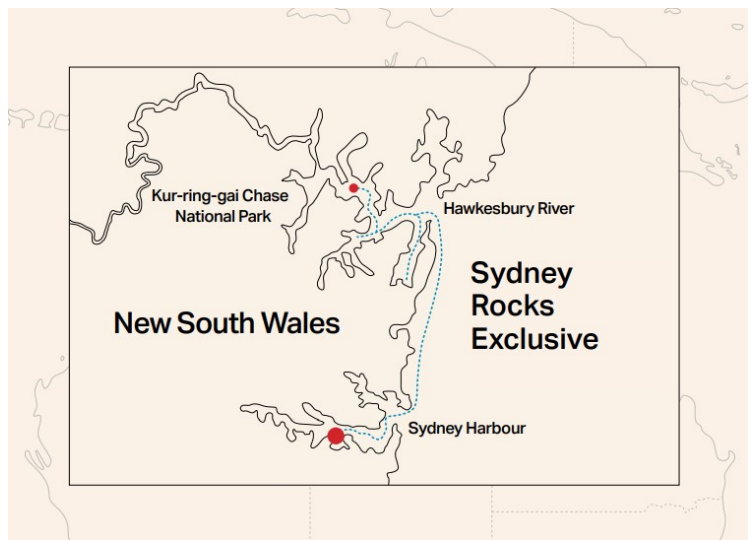 Kur-ring-gai Chase
National Park
Hawkesbury River
Sydney
Rocks
Exclusive
New South Wales
Sydney Harbour